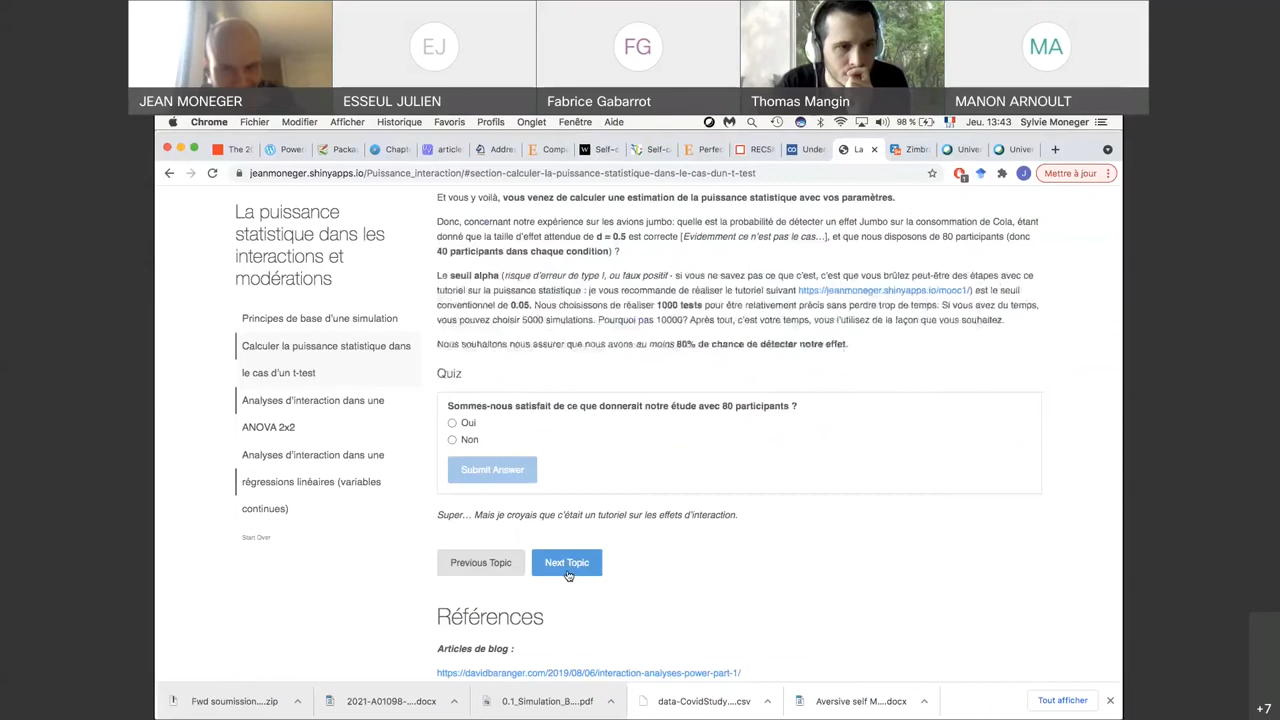 EJ
FG
MA
JEAN MONEGER
ESSEUL JULIEN
Fabrice Gabarrot
Thomas Mangin
MANON ARNOULT
Chrome Fichier Modifier Afficher Historique Favoris Profils Onglet Fenêtre Aide 98 % Jeu. 13:43 Sylvie Moneger
The 20 Power Packa Chapt article Addre Comp Self-c Self-c Perfec RECSM Under La Zimbr Univer Univer
jeanmoneger.shinyapps.io/Puissance_interaction/#section-calculer-la-puissance-statistique-dans-le-cas-dun-t-test
Mettre à jour
La puissance
statistique dans les
interactions et
modérations
Principes de base d'une simulation
Calculer la puissance statistique dans
le cas d'un t-test
Analyses d'interaction dans une
ANOVA 2x2
Analyses d'interaction dans une
régressions linéaires (variables
continues)
Start Over
Et vous y voilà, vous venez de calculer une estimation de la puissance statistique avec vos paramètres.
Donc, concernant notre expérience sur les avions jumbo: quelle est la probabilité de détecter un effet Jumbo sur la consommation de Cola, étant
donné que la taille d'effet attendue de d = 0.5 est correcte [Evidemment ce n'est pas le cas...], et que nous disposons de 80 participants (donc
40 participants dans chaque condition) ?
Le seuil alpha (risque d'erreur de type I, ou faux positif - si vous ne savez pas ce que c'est, c'est que vous brûlez peut-être des étapes avec ce
tutoriel sur la puissance statistique : je vous recommande de réaliser le tutoriel suivant https://jeanmoneger.shinyapps.io/mooc1/) est le seuil
conventionnel de 0.05. Nous choisissons de réaliser 1000 tests pour être relativement précis sans perdre trop de temps. Si vous avez du temps,
vous pouvez choisir 5000 simulations. Pourquoi pas 10000? Après tout, c'est votre temps, vous l'utilisez de la façon que vous souhaitez.
Nous souhaitons nous assurer que nous avons au moins 80% de chance de détecter notre effet.
Quiz
Sommes-nous satisfait de ce que donnerait notre étude avec 80 participants ?
Oui
Non
Submit Answer
Super... Mais je croyais que c'était un tutoriel sur les effets d'interaction.
Previous Topic Next Topic
Références
Articles de blog :
https://davidbaranger.com/2019/08/06/interaction-analyses-power-part-1/
Fwd soumission....zip 2021-A01098-....docx 0.1_Simulation_B....pdf data-CovidStudy....csv Aversive self M....docx Tout afficher
+7